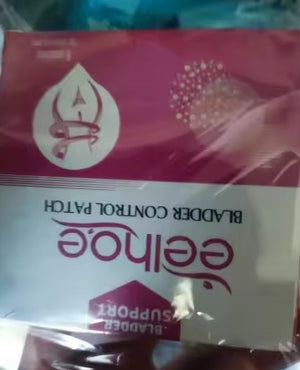 BLADDER
SUPPORT
eelhoe
BLADDER CONTROL PATCH